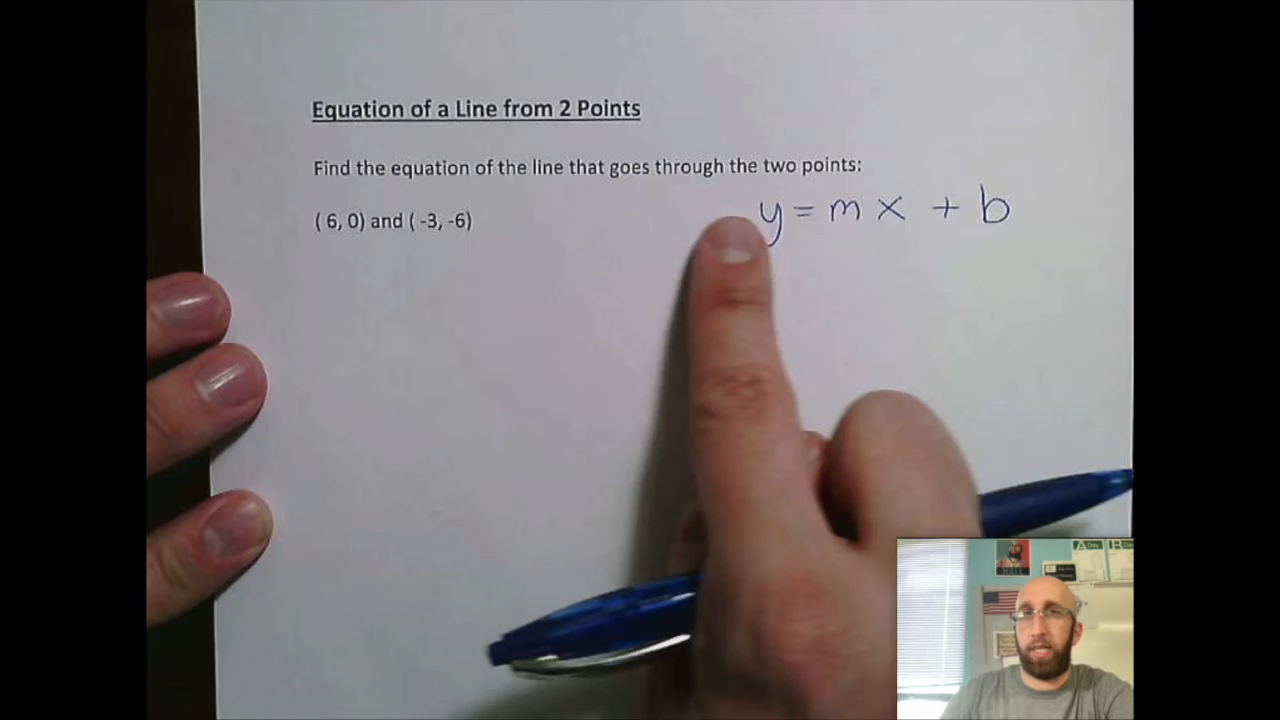 Equation of a Line from 2 Points
Find the equation of the line that goes through the two points:
( 6, 0) and ( -3, -6)
y = m x + b